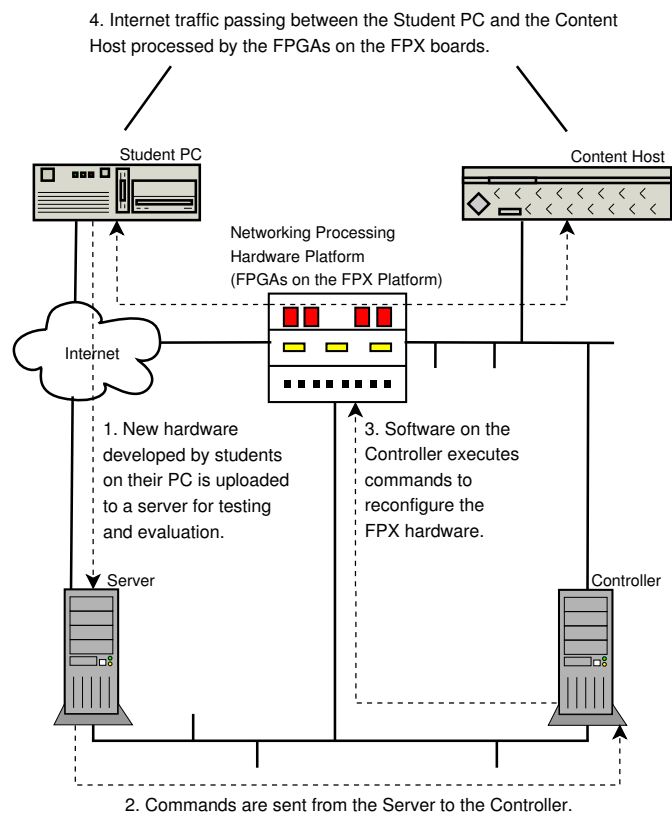 4. Internet traffic passing between the Student PC and the Content
Host processed by the FPGAs on the FPX boards.
Student PC
Content Host
Networking Processing
Hardware Platform
(FPGAs on the FPX Platform)
Internet
1. New hardware
developed by students
on their PC is uploaded
to a server for testing
and evaluation.
3. Software on the
Controller executes
commands to
reconfigure the
FPX hardware.
Server
Controller
2. Commands are sent from the Server to the Controller.